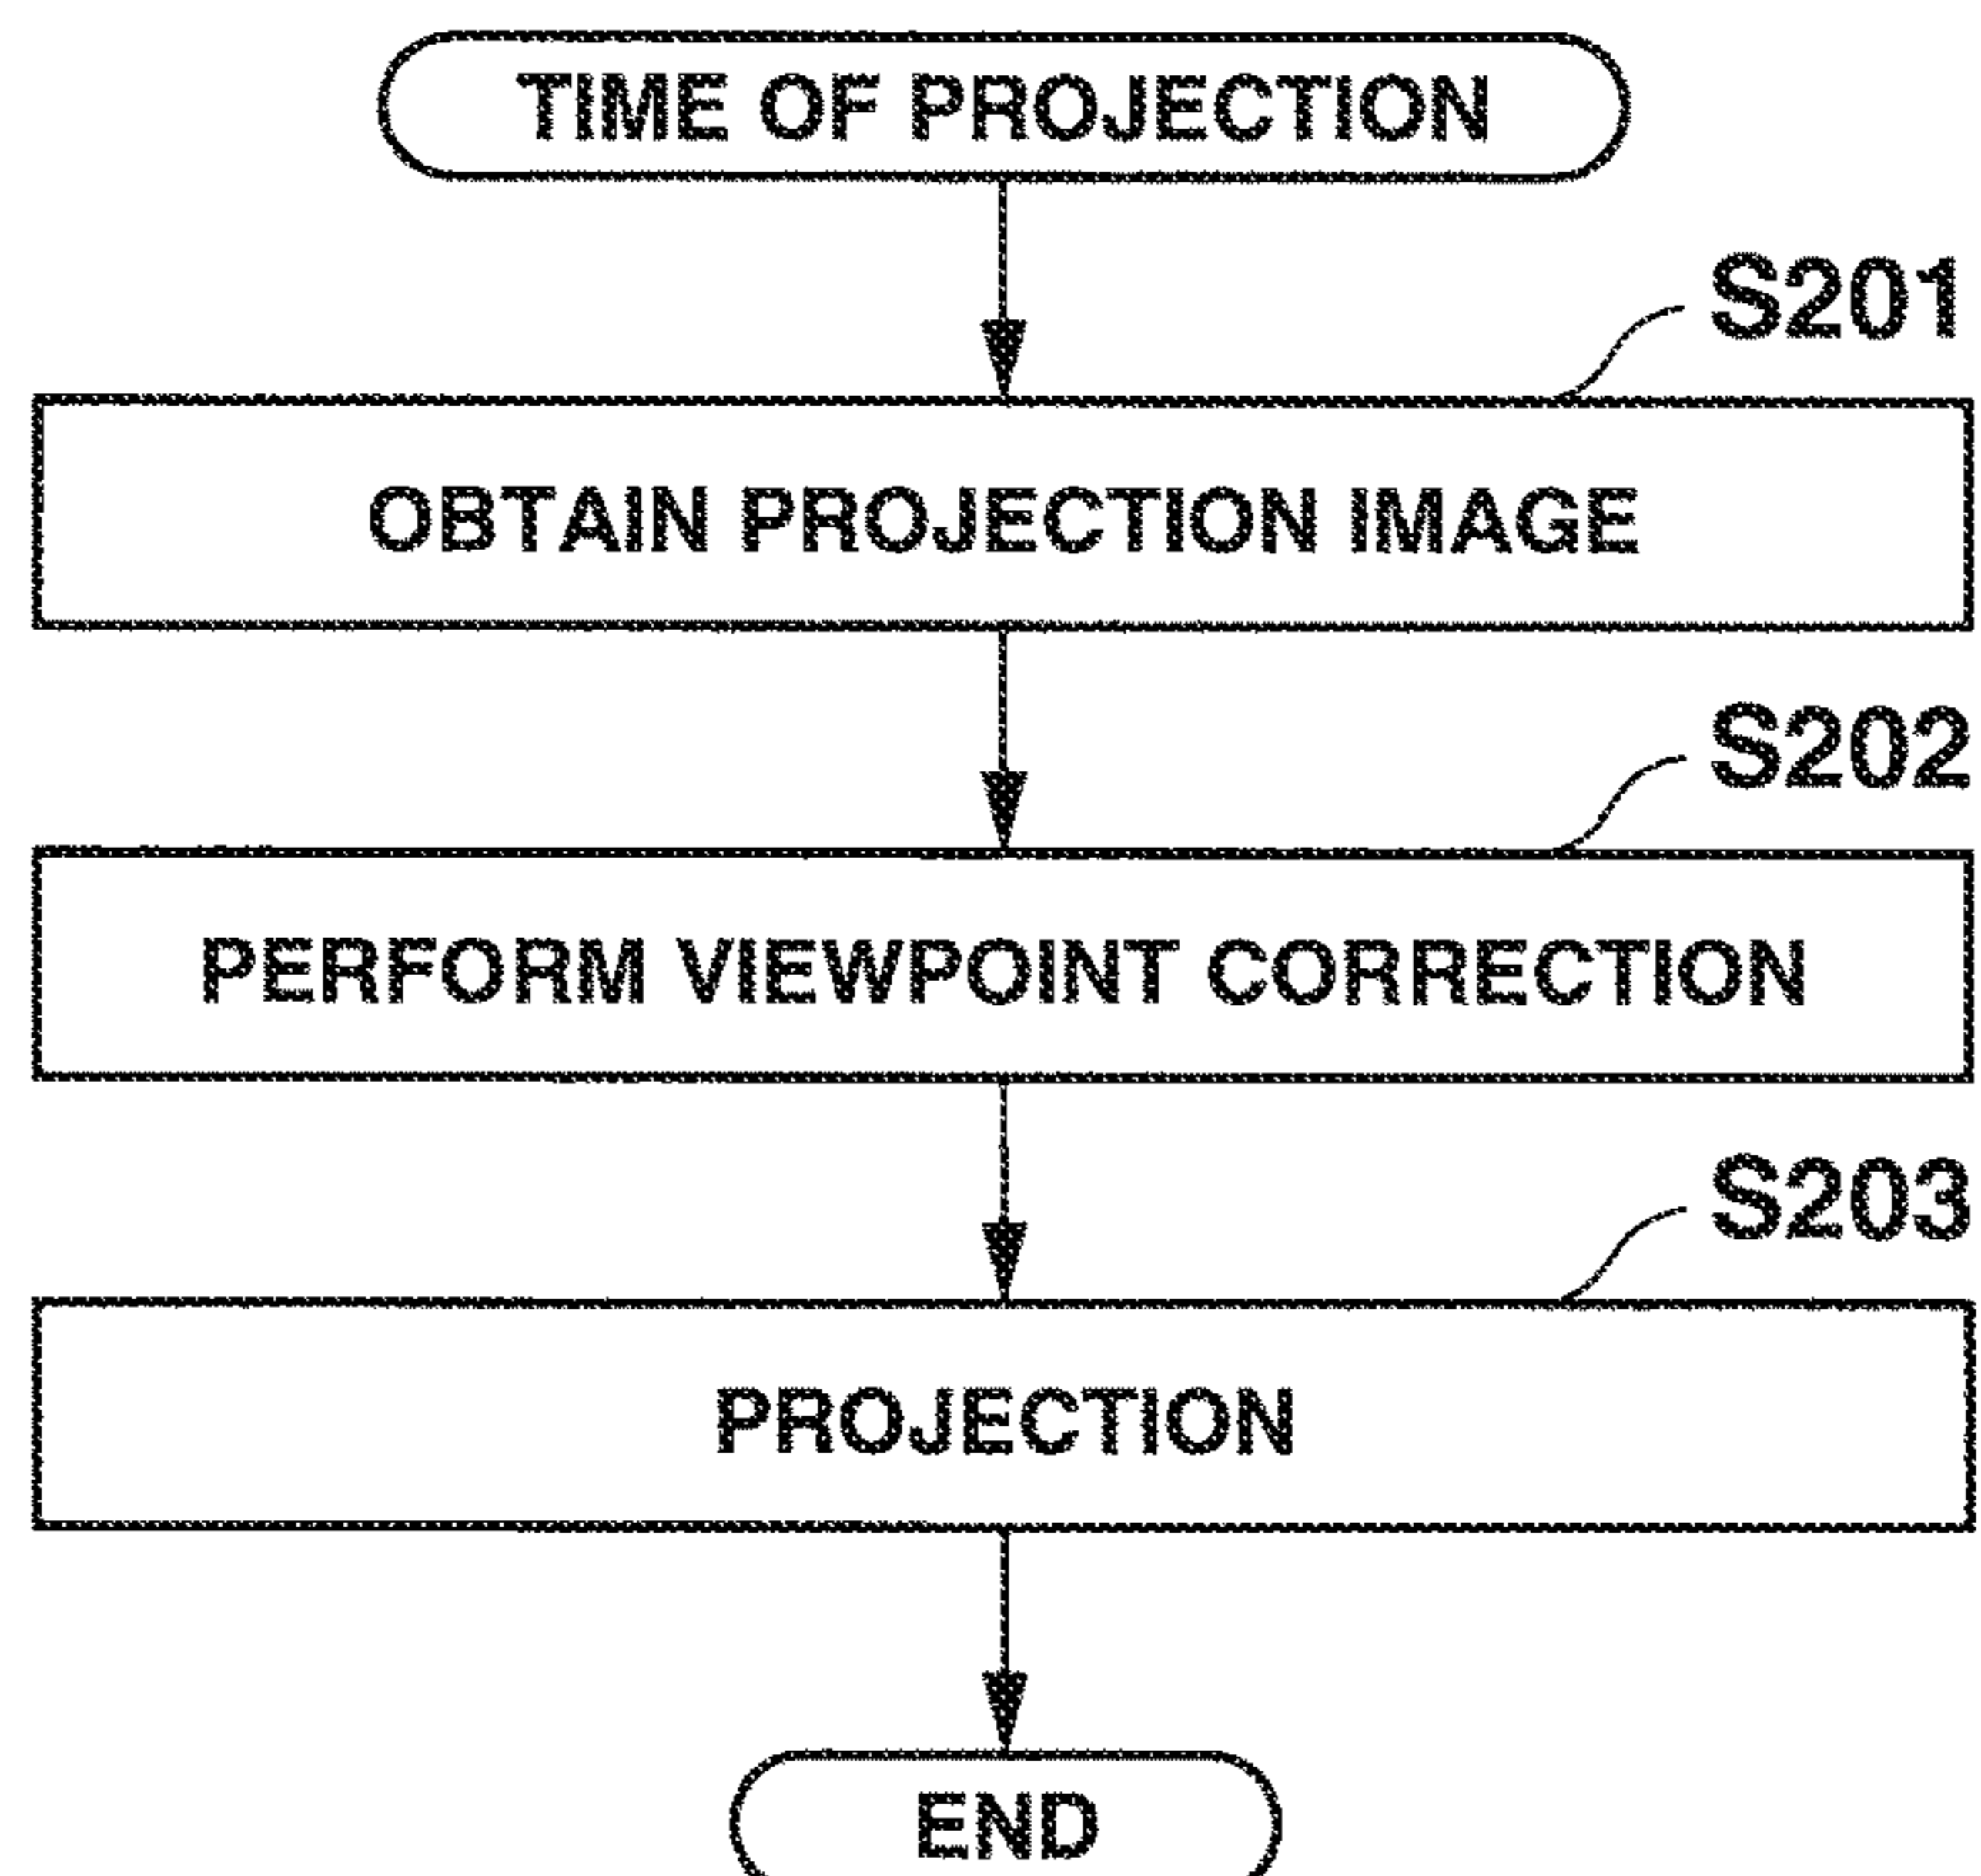 TIME OF PROJECTION
S201
OBTAIN PROJECTION IMAGE
S202
PERFORM VIEWPOINT CORRECTION
S203
PROJECTION
END